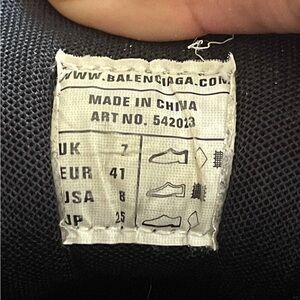 WWW.BALENCIAGA.COM
MADE IN CHINA
ART NO. 542023
UK 7
EUR 41
USA 8
JP 25